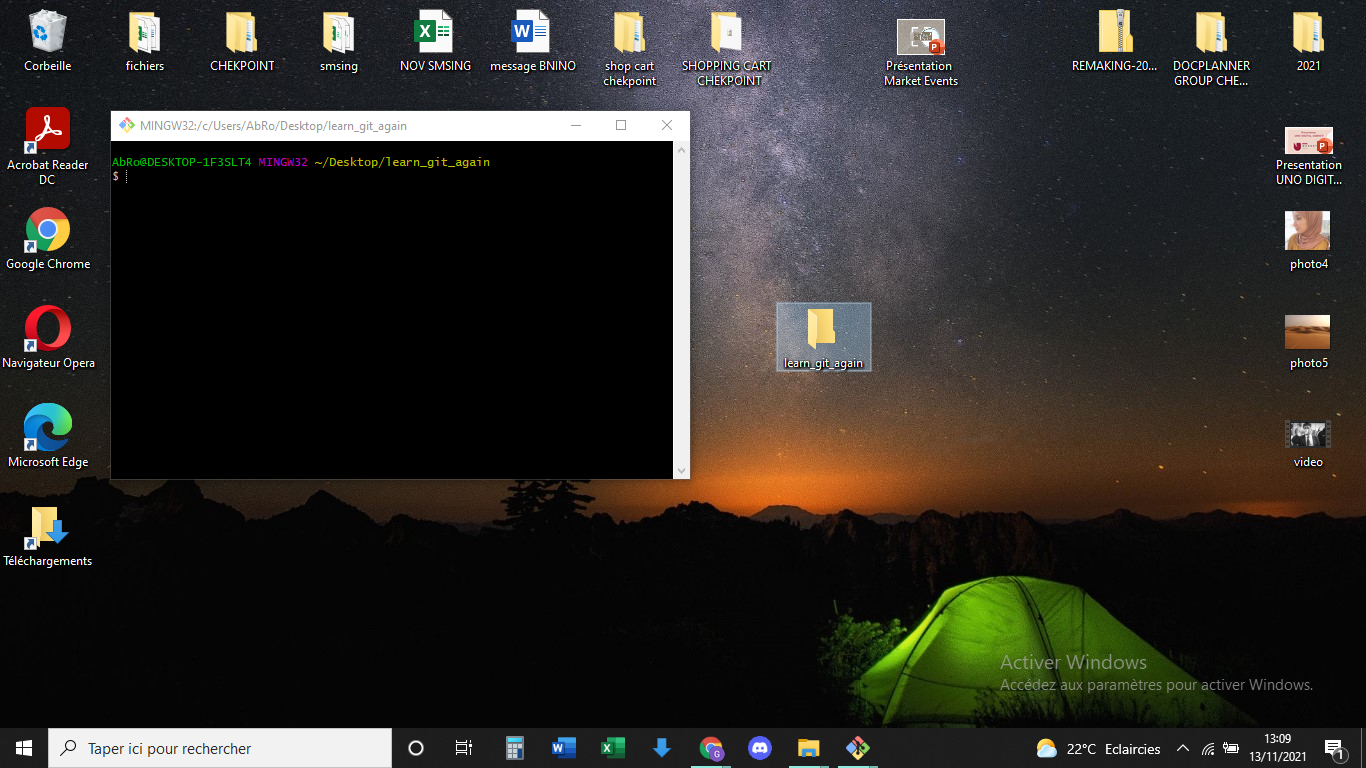 Corbeille
fichiers
CHEKPOINT
smsing
NOV SMSING
message BNINO
shop cart
chekpoint
SHOPPING CART
CHEKPOINT
Présentation
Market Events
REMAKING-20...
DOCPLANNER
GROUP CHE...
2021
MINGW32:/c/Users/AbRo/Desktop/learn_git_again
AbRo@DESKTOP-1F3SLT4 MINGW32 ~/Desktop/learn_git_again
$
Acrobat Reader
DC
Google Chrome
Navigateur Opera
Microsoft Edge
Téléchargements
learn_git_again
Presentation
UNO DIGIT...
photo4
photo5
video
Activer Windows
Accédez aux paramètres pour activer Windows.
Taper ici pour rechercher
22°C Eclaircies
13:09
13/11/2021
1